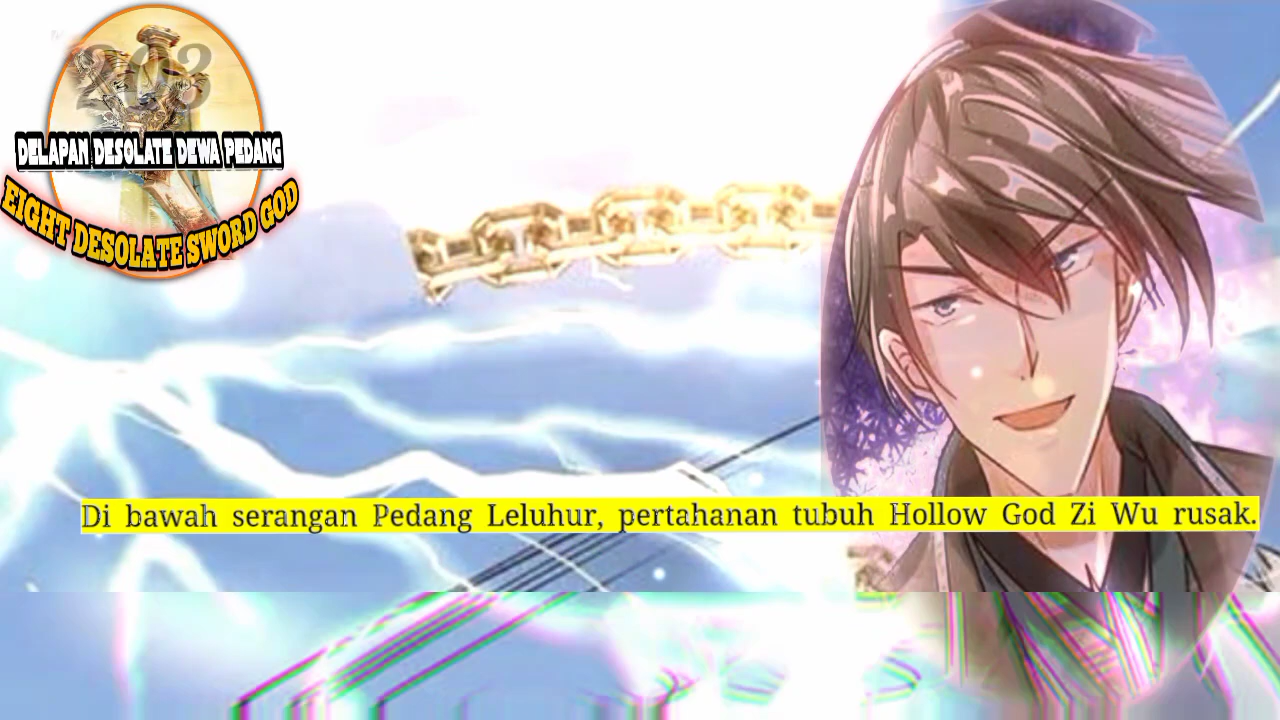 203
DELAPAN DESOLATE DEWA PEDANG
EIGHT DESOLATE SWORD GOD
Di bawah serangan Pedang Leluhur, pertahanan tubuh Hollow God Zi Wu rusak.